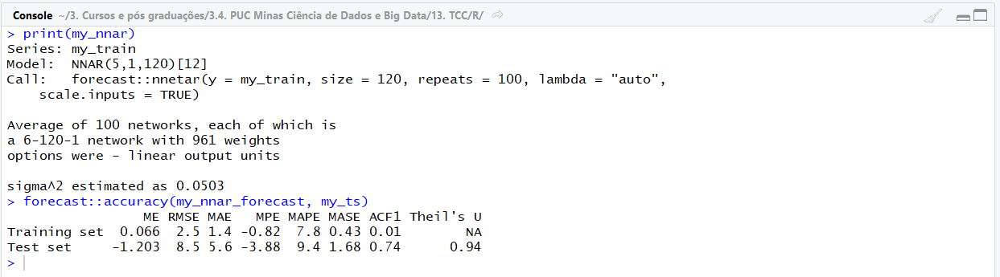 Console ~/3. Cursos e pós graduações/3.4. PUC Minas Ciência de Dados e Big Data/13. TCC/R/
> print(my_nnar)
Series: my_train
Model:  NNAR(5,1,120)[12]
Call:   forecast::nnetar(y = my_train, size = 120, repeats = 100, lambda = "auto",
    scale.inputs = TRUE)
Average of 100 networks, each of which is
a 6-120-1 network with 961 weights
options were - linear output units
sigma^2 estimated as 0.0503
> forecast::accuracy(my_nnar_forecast, my_ts)
                 ME RMSE MAE   MPE MAPE MASE ACF1 Theil's U
Training set  0.066  2.5 1.4 -0.82  7.8 0.43 0.01        NA
Test set     -1.203  8.5 5.6 -3.88  9.4 1.68 0.74      0.94
>